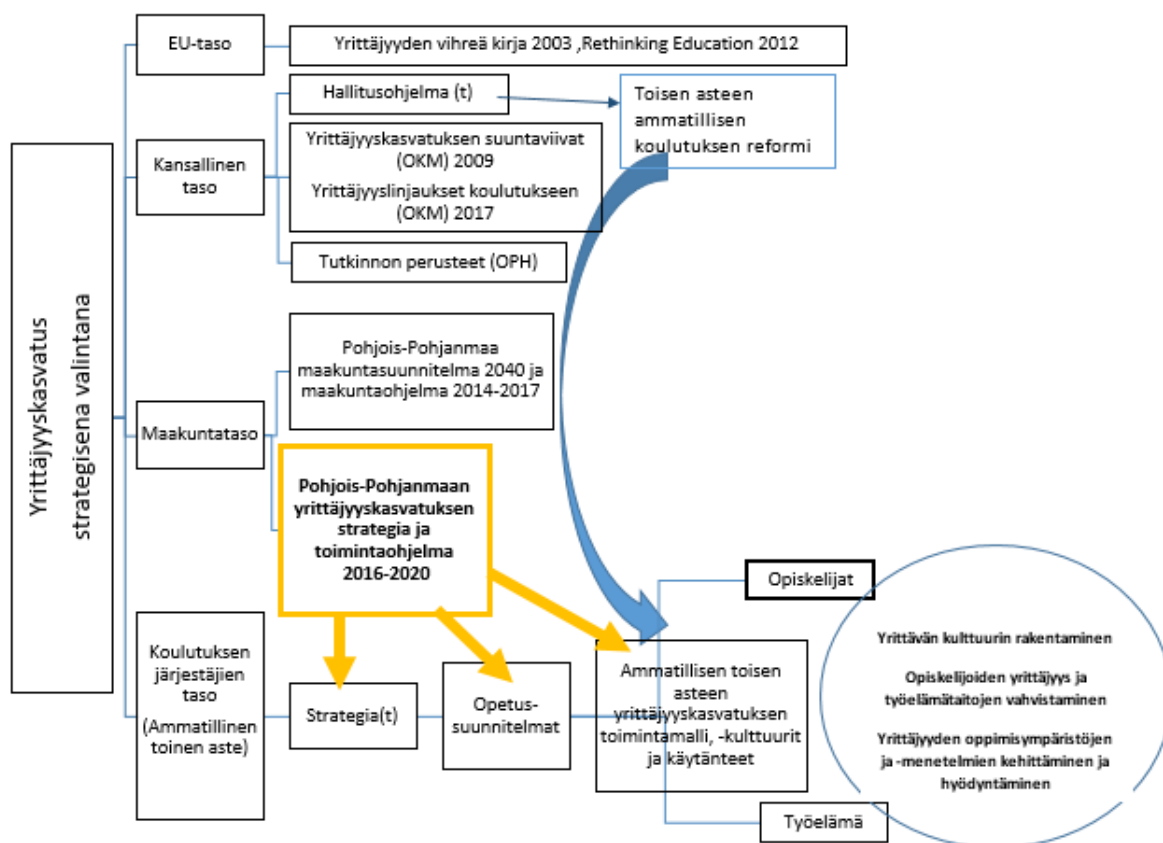 Yrittäjyyskasvatus
strategisena valintana
EU-taso
Yrittäjyyden vihreä kirja 2003 ,Rethinking Education 2012
Kansallinen
taso
Hallitusohjelma (t)
Toisen asteen
ammatillisen
koulutuksen reformi
Yrittäjyyskasvatuksen suuntaviivat
(OKM) 2009
Yrittäjyyslinjaukset koulutukseen
(OKM) 2017
Tutkinnon perusteet (OPH)
Maakuntataso
Pohjois-Pohjanmaa
maakuntasuunnitelma 2040 ja
maakuntaohjelma 2014-2017
Pohjois-Pohjanmaan
yrittäjyyskasvatuksen
strategia ja
toimintaohjelma
2016-2020
Koulutuksen
järjestäjien
taso
(Ammatillinen
toinen aste)
Strategia(t)
Opetus-
suunnitelmat
Ammatillisen toisen
asteen
yrittäjyyskasvatuksen
toimintamalli, -kulttuurit
ja käytänteet
Opiskelijat
Työelämä
Yrittävän kulttuurin rakentaminen
Opiskelijoiden yrittäjyys ja
työelämätaitojen vahvistaminen
Yrittäjyyden oppimisympäristöjen
ja -menetelmien kehittäminen ja
hyödyntäminen